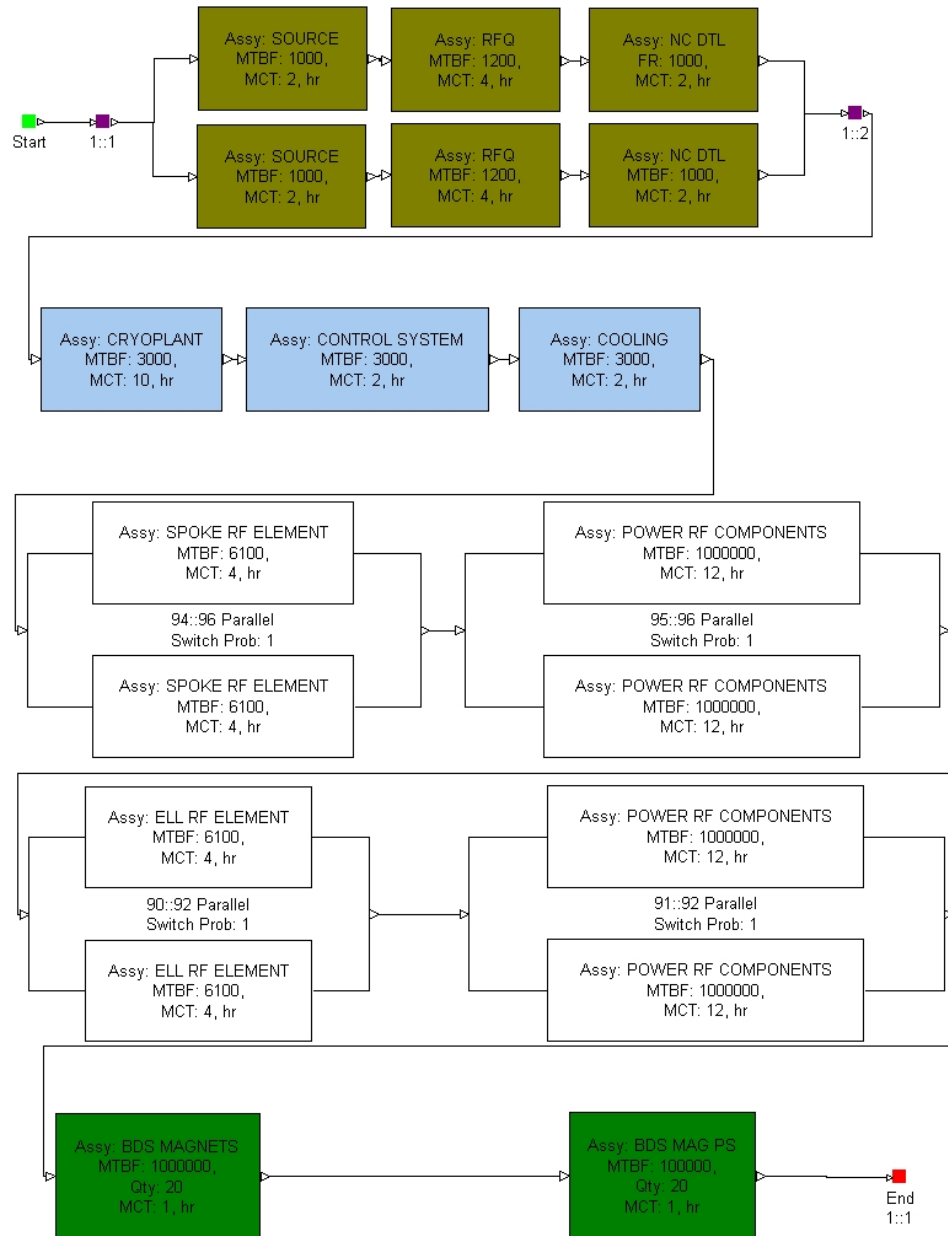 Assy: SOURCE
MTBF: 1000,
MCT: 2, hr
Assy: RFQ
MTBF: 1200,
MCT: 4, hr
Assy: NC DTL
FR: 1000,
MCT: 2, hr
Start
1::1
1::2
Assy: SOURCE
MTBF: 1000,
MCT: 2, hr
Assy: RFQ
MTBF: 1200,
MCT: 4, hr
Assy: NC DTL
MTBF: 1000,
MCT: 2, hr
Assy: CRYOPLANT
MTBF: 3000,
MCT: 10, hr
Assy: CONTROL SYSTEM
MTBF: 3000,
MCT: 2, hr
Assy: COOLING
MTBF: 3000,
MCT: 2, hr
Assy: SPOKE RF ELEMENT
MTBF: 6100,
MCT: 4, hr
94::96 Parallel
Switch Prob: 1
Assy: SPOKE RF ELEMENT
MTBF: 6100,
MCT: 4, hr
Assy: POWER RF COMPONENTS
MTBF: 1000000,
MCT: 12, hr
95::96 Parallel
Switch Prob: 1
Assy: POWER RF COMPONENTS
MTBF: 1000000,
MCT: 12, hr
Assy: ELL RF ELEMENT
MTBF: 6100,
MCT: 4, hr
90::92 Parallel
Switch Prob: 1
Assy: ELL RF ELEMENT
MTBF: 6100,
MCT: 4, hr
Assy: POWER RF COMPONENTS
MTBF: 1000000,
MCT: 12, hr
91::92 Parallel
Switch Prob: 1
Assy: POWER RF COMPONENTS
MTBF: 1000000,
MCT: 12, hr
Assy: BDS MAGNETS
MTBF: 1000000,
Qty: 20
MCT: 1, hr
Assy: BDS MAG PS
MTBF: 100000,
Qty: 20
MCT: 1, hr
End
1::1